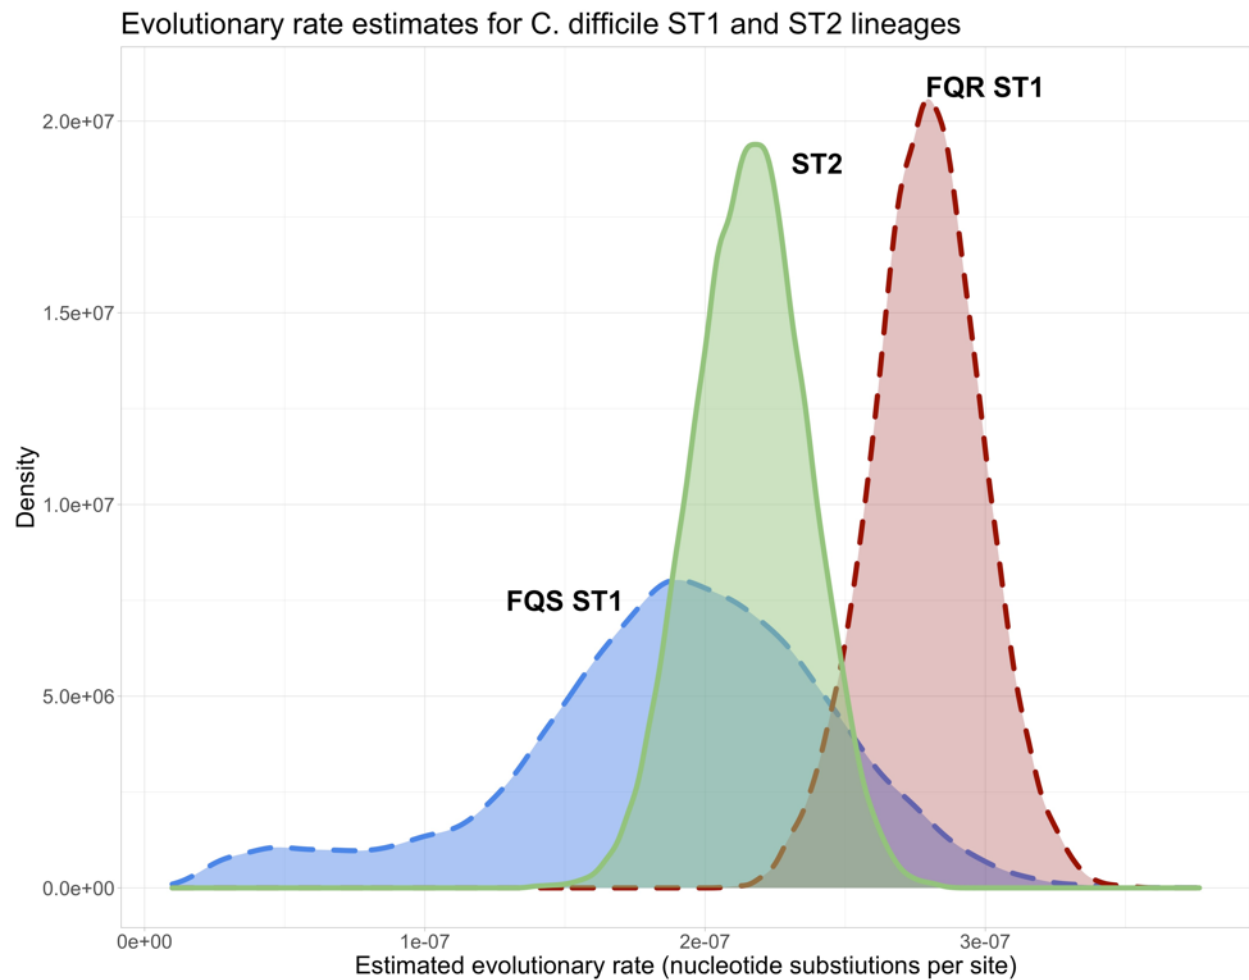 Evolutionary rate estimates for C. difficile ST1 and ST2 lineages
FQR ST1
2.0e+07
ST2
1.5e+07
Density
1.0e+07
FQS ST1
5.0e+06
0.0e+00
0e+00 1e-07 2e-07 3e-07
Estimated evolutionary rate (nucleotide substiutions per site)